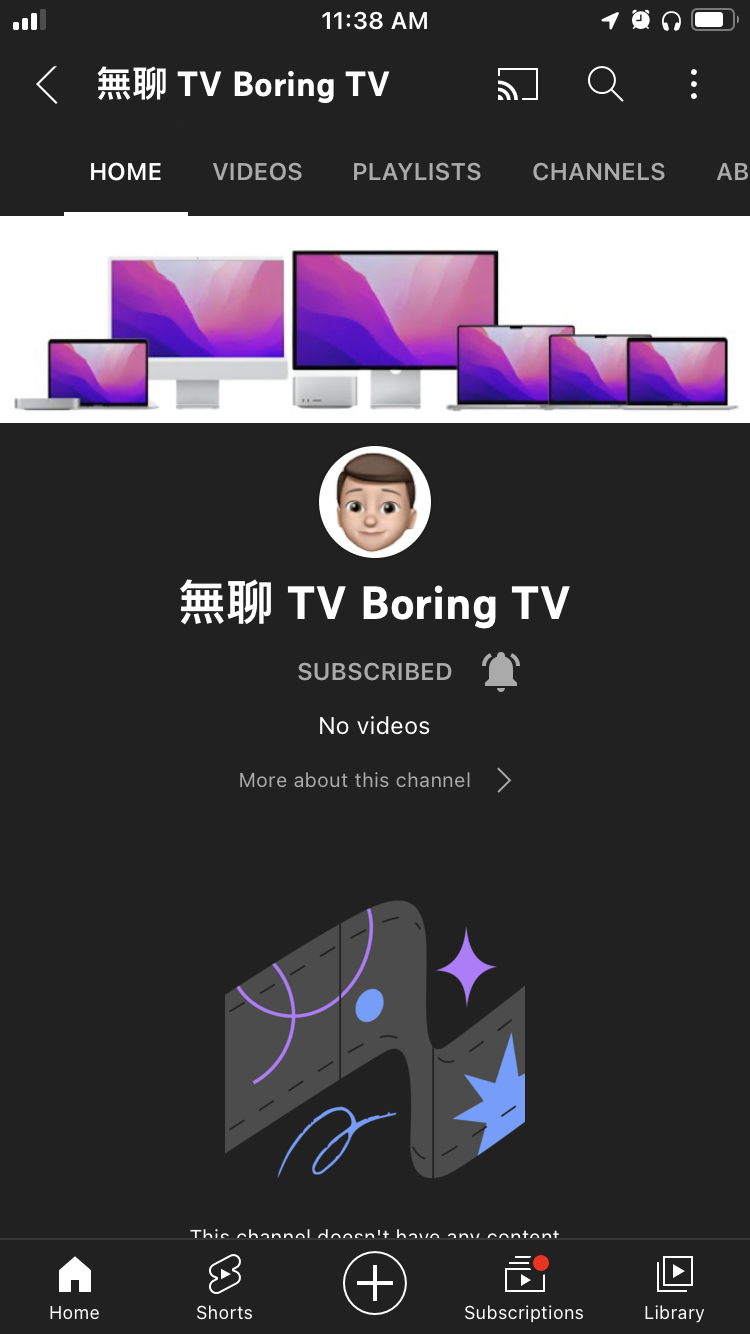 11:38 AM
無聊 TV Boring TV
HOME VIDEOS PLAYLISTS CHANNELS AB
無聊 TV Boring TV
SUBSCRIBED
No videos
More about this channel
This channel doesn't have any content
Home Shorts Subscriptions Library